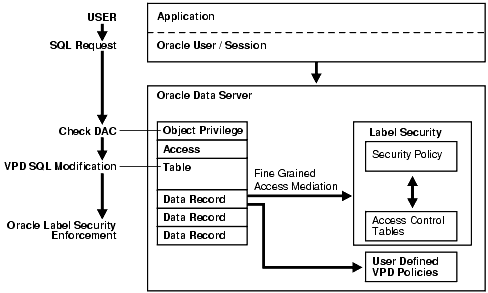 USER
SQL Request
Check DAC
VPD SQL Modification
Oracle Label Security
Enforcement
Application
Oracle User / Session
Oracle Data Server
Object Privilege
Access
Table
Data Record
Data Record
Data Record
Fine Grained
Access Mediation
Label Security
Security Policy
Access Control
Tables
User Defined
VPD Policies